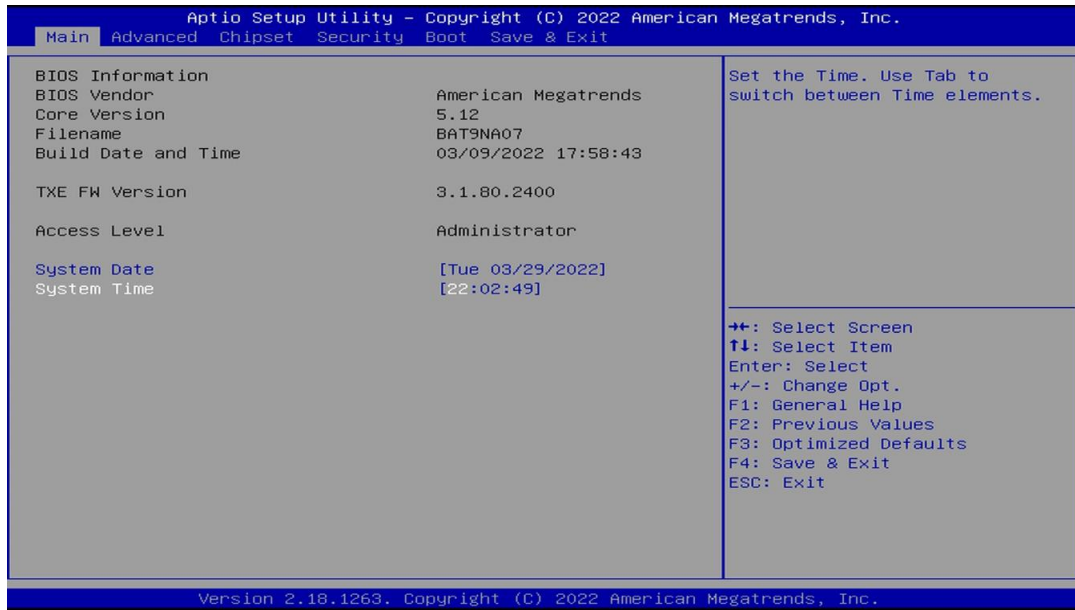 Aptio Setup Utility – Copyright (C) 2022 American Megatrends, Inc.
Main Advanced Chipset Security Boot Save & Exit
BIOS Information
BIOS Vendor American Megatrends
Core Version 5.12
Filename BAT9NA07
Build Date and Time 03/09/2022 17:58:43
TXE FW Version 3.1.80.2400
Access Level Administrator
System Date [Tue 03/29/2022]
System Time [22:02:49]
Set the Time. Use Tab to
switch between Time elements.
→←: Select Screen
↑↓: Select Item
Enter: Select
+/-: Change Opt.
F1: General Help
F2: Previous Values
F3: Optimized Defaults
F4: Save & Exit
ESC: Exit
Version 2.18.1263. Copyright (C) 2022 American Megatrends, Inc.